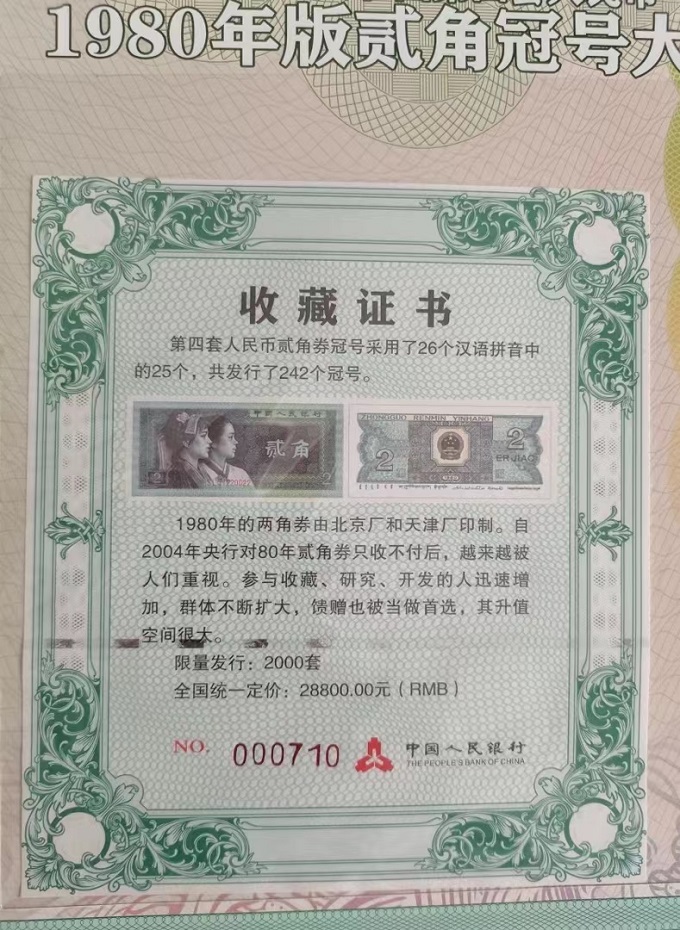 1980年版贰角冠号大
收藏证书
第四套人民币贰角券冠号采用了26个汉语拼音中
的25个，共发行了242个冠号。
中国人民银行
贰角
2
2
ZHONGGUO RENMIN YINHANG
2
2
ER JIAO
1980年的两角券由北京厂和天津厂印制。自
2004年央行对80年贰角券只收不付后，越来越被
人们重视。参与收藏、研究、开发的人迅速增
加，群体不断扩大，馈赠也被当做首选，其升值
空间很大。
限量发行：2000套
全国统一定价：28800.00元（RMB）
NO. 000710
中国人民银行
THE PEOPLE'S BANK OF CHINA